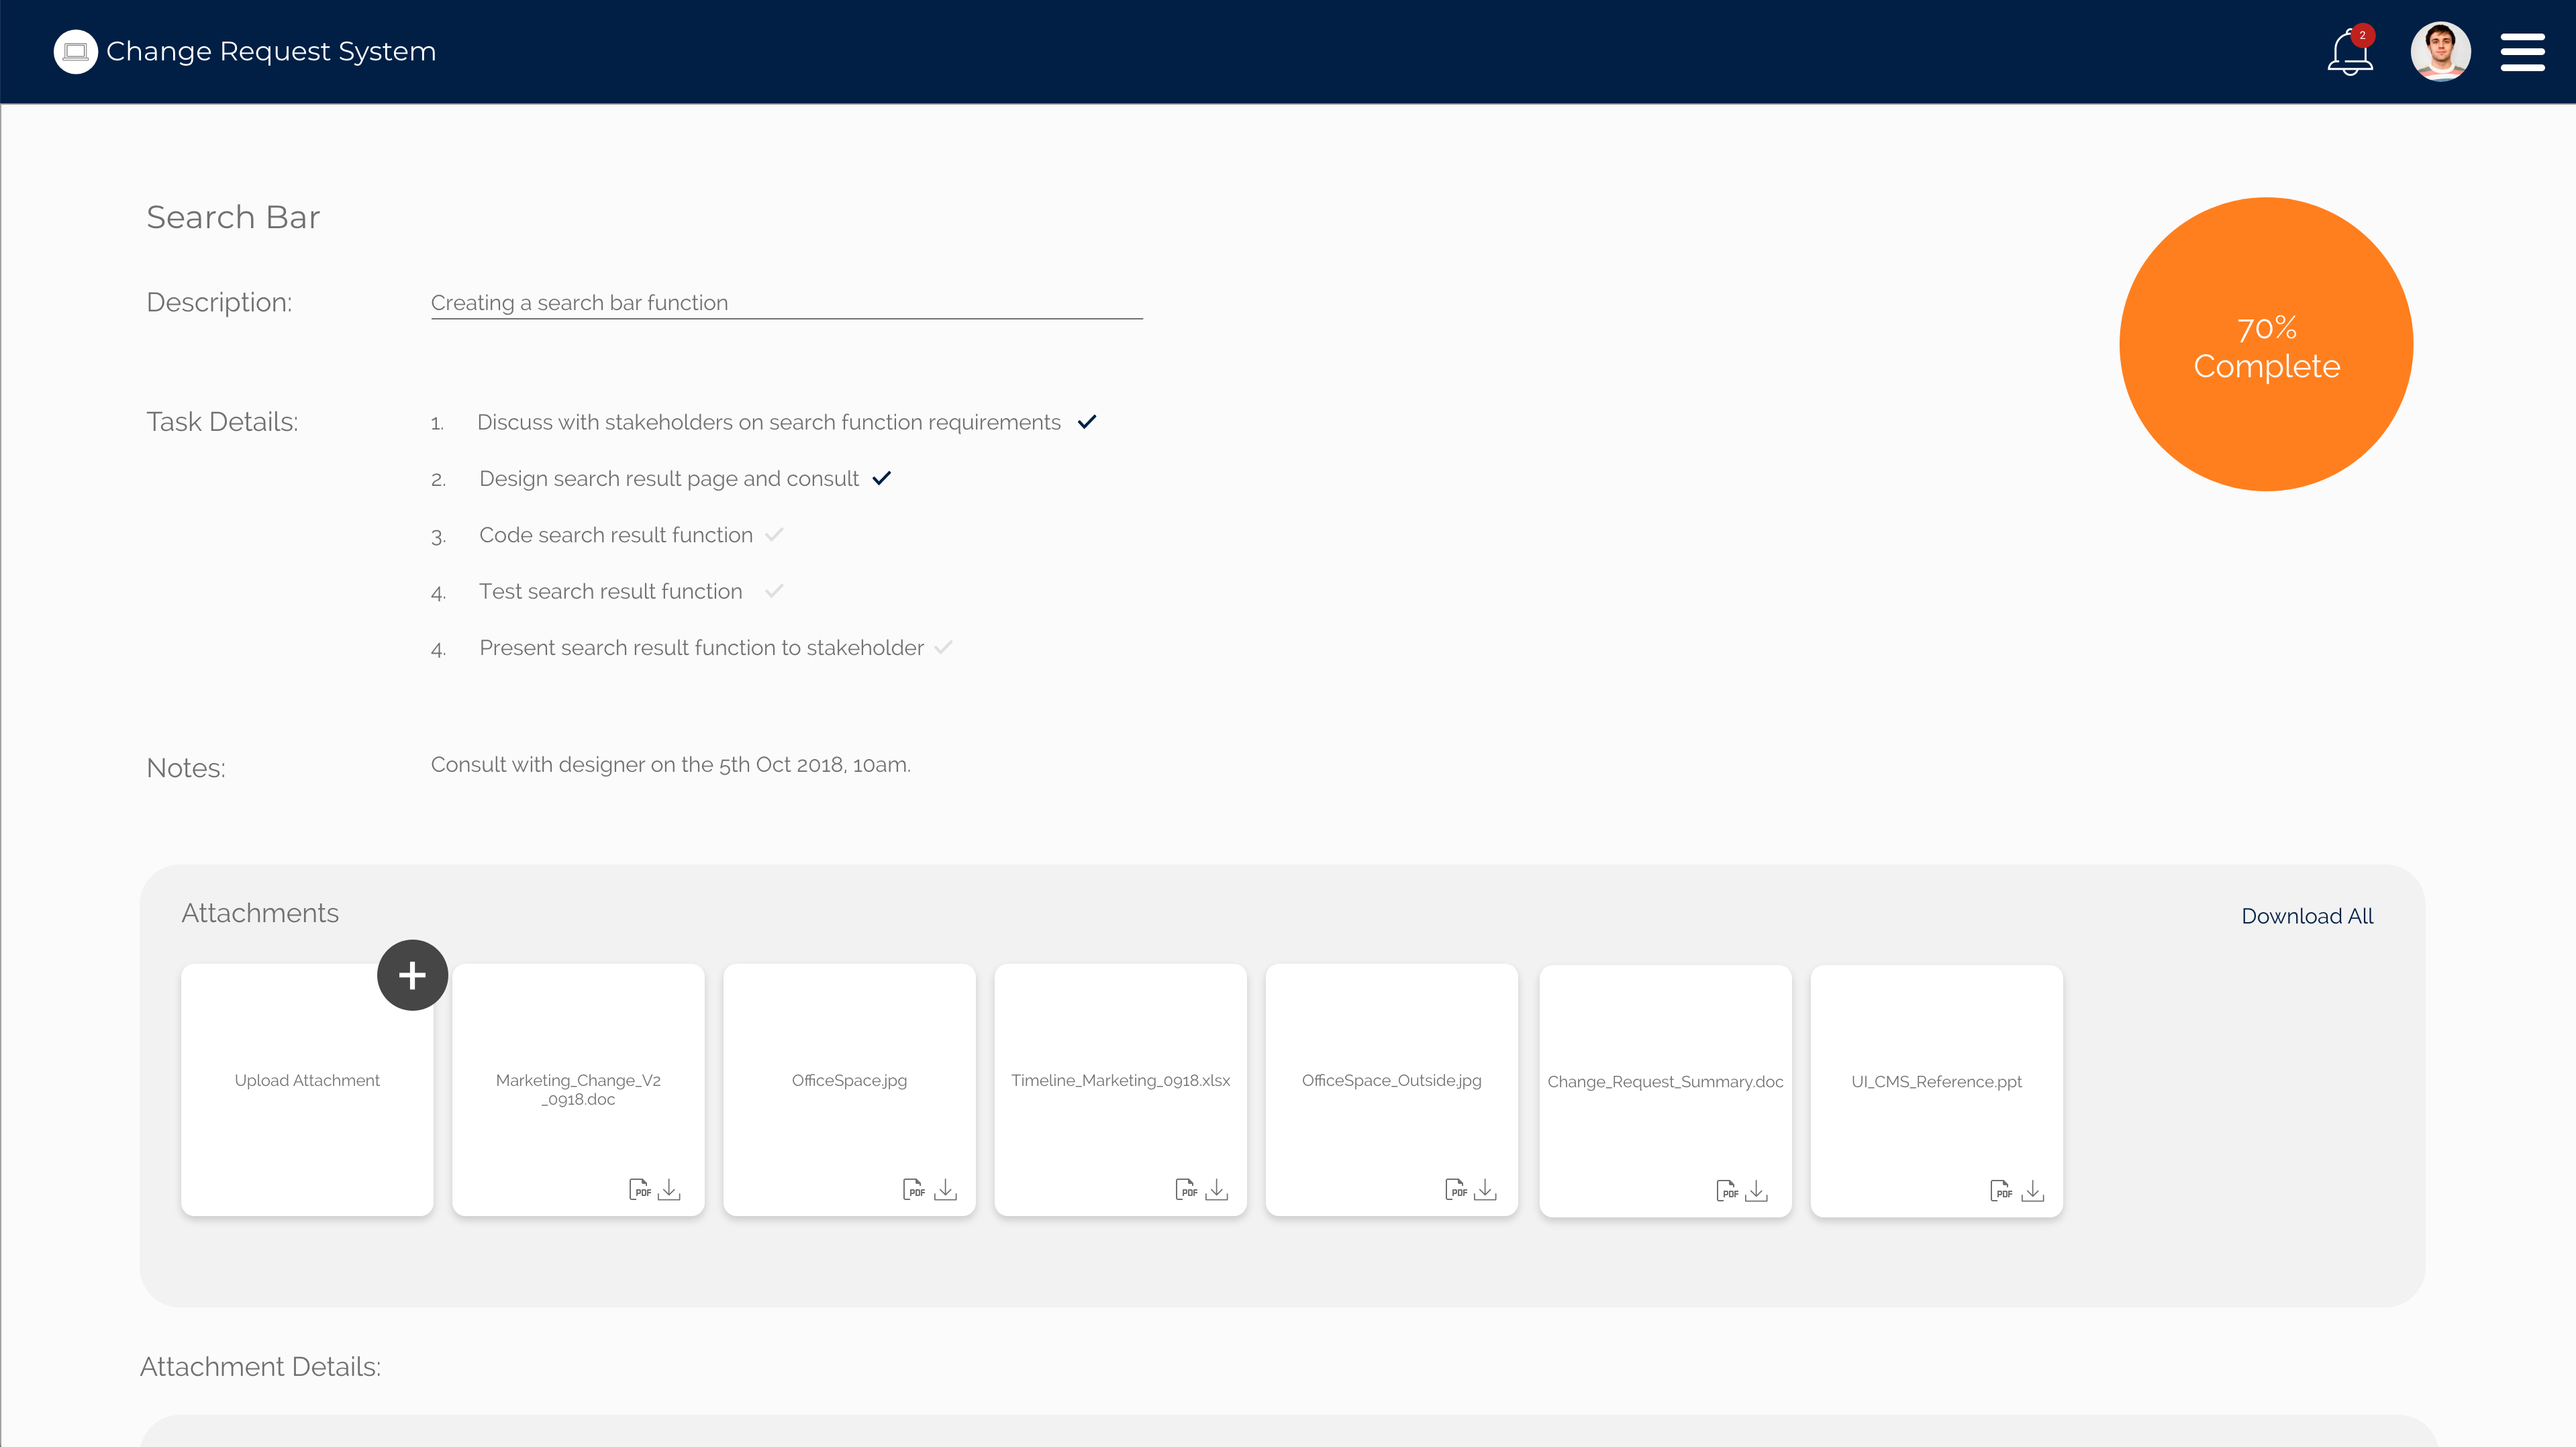 Change Request System
2
Search Bar
Description:
Creating a search bar function
70%
Complete
Task Details:
1. Discuss with stakeholders on search function requirements
2. Design search result page and consult
3. Code search result function
4. Test search result function
4. Present search result function to stakeholder
Notes:
Consult with designer on the 5th Oct 2018, 10am.
Attachments
Download All
Upload Attachment
Marketing_Change_V2
_0918.doc
PDF
OfficeSpace.jpg
PDF
Timeline_Marketing_0918.xlsx
PDF
OfficeSpace_Outside.jpg
PDF
Change_Request_Summary.doc
PDF
UI_CMS_Reference.ppt
PDF
Attachment Details: